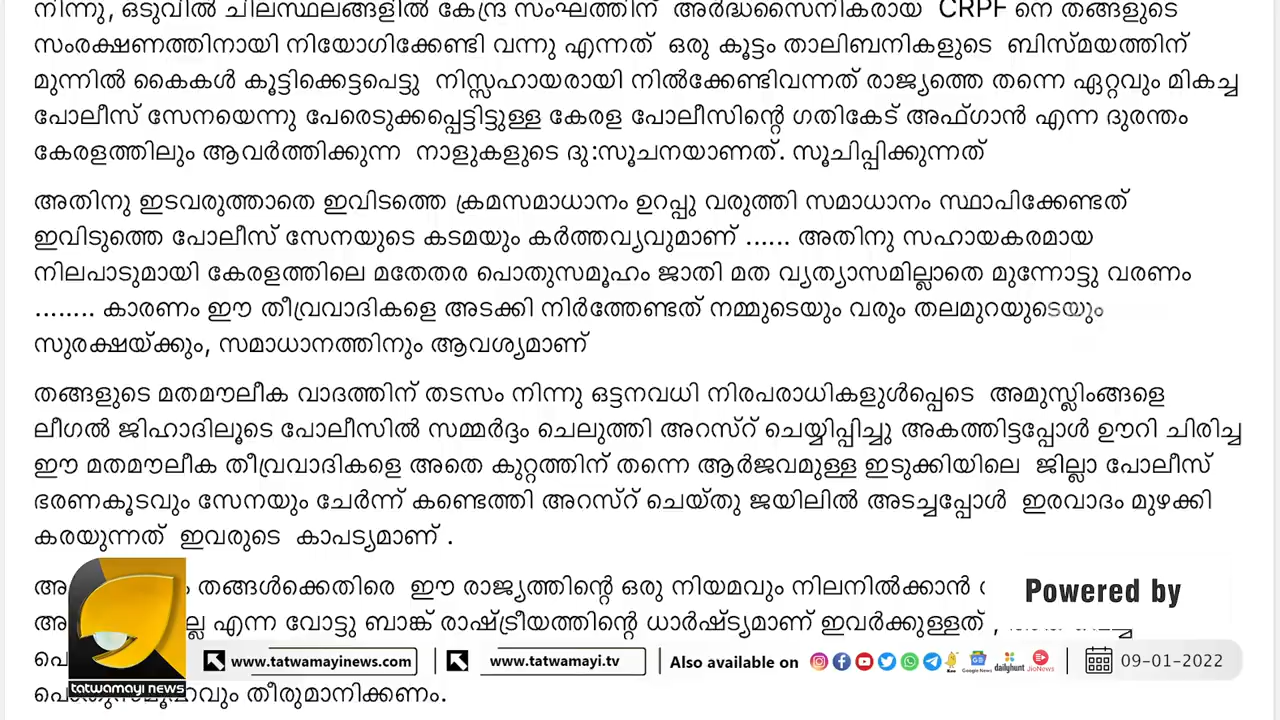 നിന്നു, ഒടുവിൽ ചിലസ്ഥലങ്ങളിൽ കേന്ദ്ര സംഘത്തിന് അർദ്ധസൈനികരായ CRPF നെ തങ്ങളുടെ
സംരക്ഷണത്തിനായി നിയോഗിക്കേണ്ടി വന്നു എന്നത് ഒരു കൂട്ടം താലിബനികളുടെ ബിസ്മയത്തിന്
മുന്നിൽ കൈകൾ കൂട്ടിക്കെട്ടപെട്ടു നിസ്സഹായരായി നിൽക്കേണ്ടിവന്നത് രാജ്യത്തെ തന്നെ ഏറ്റവും മികച്ച
പോലീസ് സേനയെന്നു പേരെടുക്കപ്പെട്ടിട്ടുള്ള കേരള പോലീസിന്റെ ഗതികേട് അഫ്ഗാൻ എന്ന ദുരന്തം
കേരളത്തിലും ആവർത്തിക്കുന്ന നാളുകളുടെ ദു:സൂചനയാണത്. സൂചിപ്പിക്കുന്നത്
അതിനു ഇടവരുത്താതെ ഇവിടത്തെ ക്രമസമാധാനം ഉറപ്പു വരുത്തി സമാധാനം സ്ഥാപിക്കേണ്ടത്
ഇവിടുത്തെ പോലീസ് സേനയുടെ കടമയും കർത്തവ്യവുമാണ് ...... അതിനു സഹായകരമായ
നിലപാടുമായി കേരളത്തിലെ മതേതര പൊതുസമൂഹം ജാതി മത വ്യത്യാസമില്ലാതെ മുന്നോട്ടു വരണം
........ കാരണം ഈ തീവ്രവാദികളെ അടക്കി നിർത്തേണ്ടത് നമ്മുടെയും വരും തലമുറയുടെയും
സുരക്ഷയ്ക്കും, സമാധാനത്തിനും ആവശ്യമാണ്
തങ്ങളുടെ മതമൗലീക വാദത്തിന് തടസം നിന്നു ഒട്ടനവധി നിരപരാധികളുൾപ്പെടെ അമുസ്ലിംങ്ങളെ
ലീഗൽ ജിഹാദിലൂടെ പോലീസിൽ സമ്മർദ്ദം ചെലുത്തി അറസ്റ് ചെയ്യിപ്പിച്ചു അകത്തിട്ടപ്പോൾ ഊറി ചിരിച്ച
ഈ മതമൗലീക തീവ്രവാദികളെ അതെ കുറ്റത്തിന് തന്നെ ആർജവമുള്ള ഇടുക്കിയിലെ ജില്ലാ പോലീസ്
ഭരണകൂടവും സേനയും ചേർന്ന് കണ്ടെത്തി അറസ്റ് ചെയ്തു ജയിലിൽ അടച്ചപ്പോൾ ഇരവാദം മുഴക്കി
കരയുന്നത് ഇവരുടെ കാപട്യമാണ് .
തങ്ങൾക്കെതിരെ ഈ രാജ്യത്തിന്റെ ഒരു നിയമവും നിലനിൽക്കാൻ
എന്ന വോട്ടു ബാങ്ക് രാഷ്ട്രീയത്തിന്റെ ധാർഷ്ട്യമാണ് ഇവർക്കുള്ളത് ,
പൊതുസമൂഹവും തീരുമാനിക്കണം.
Powered by
tatwamayi news
www.tatwamayinews.com
www.tatwamayi.tv
Also available on
Google News
dailyhunt
JioNews
09-01-2022